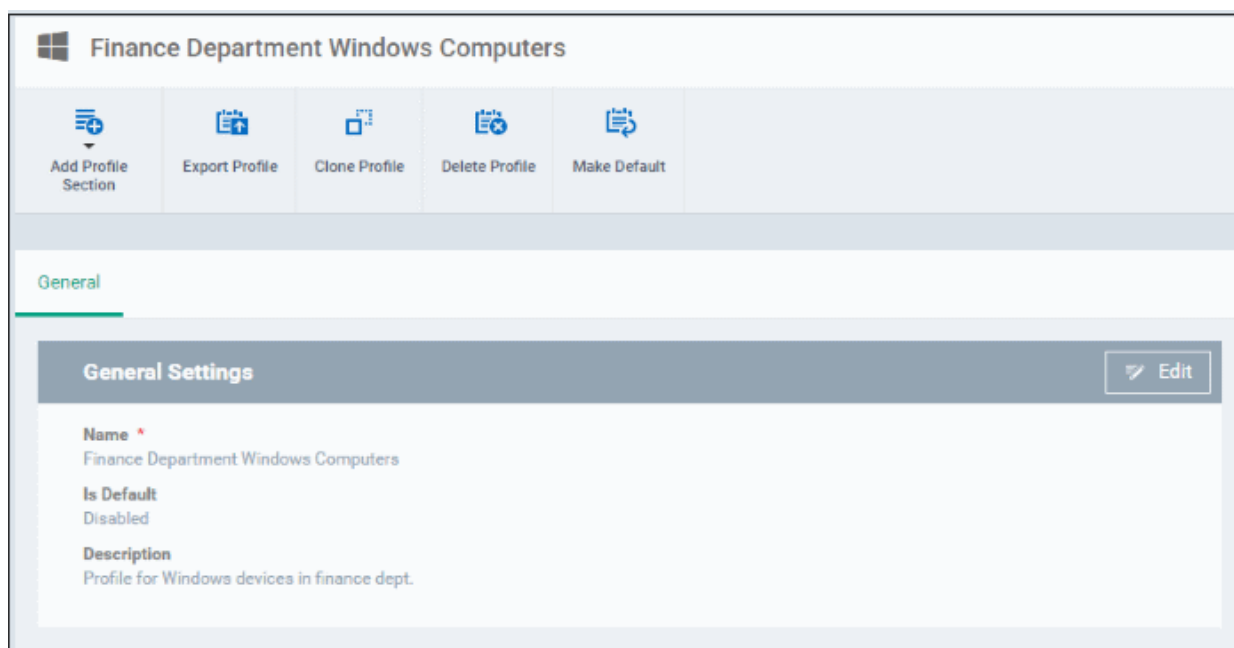 Finance Department Windows Computers
Add Profile
Section
Export Profile
Clone Profile
Delete Profile
Make Default
General
General Settings
Edit
Name *
Finance Department Windows Computers
Is Default
Disabled
Description
Profile for Windows devices in finance dept.